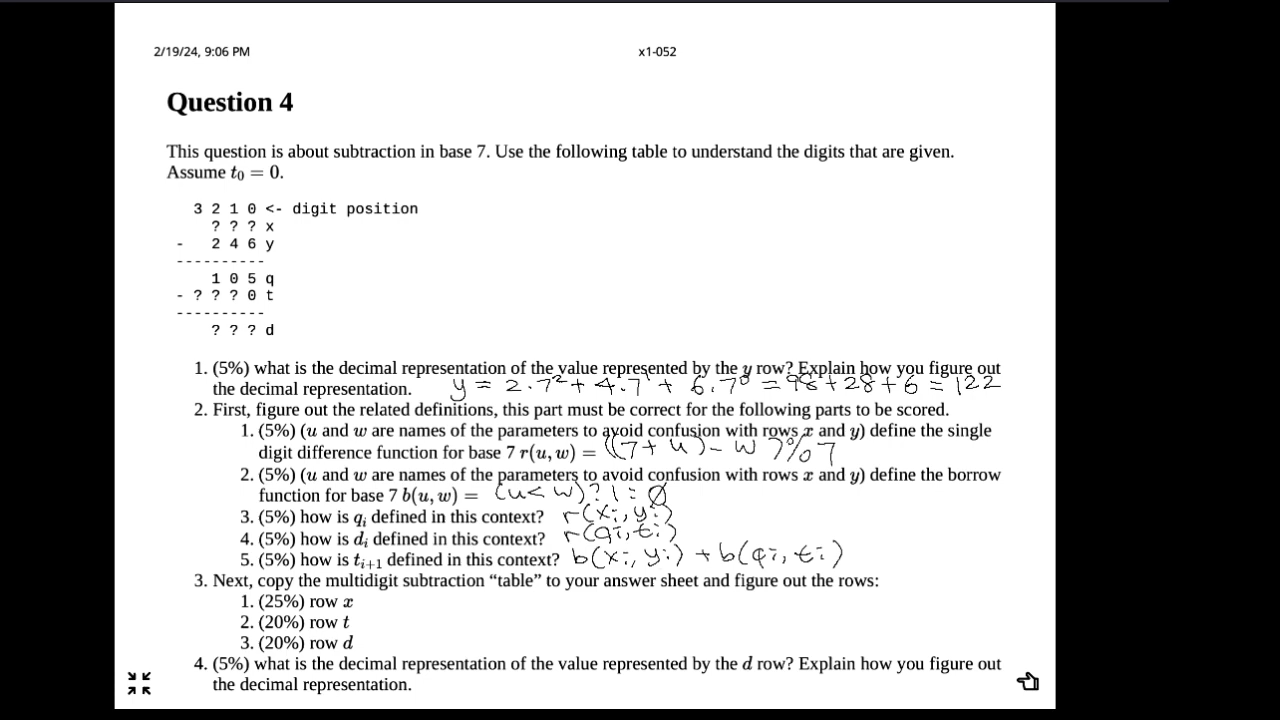 2/19/24, 9:06 PM x1-052
Question 4
This question is about subtraction in base 7. Use the following table to understand the digits that are given.
Assume t₀ = 0.
3 2 1 0 <- digit position
? ? ? x
- 2 4 6 y
----------
1 0 5 q
- ? ? ? 0 t
----------
? ? ? d
1. (5%) what is the decimal representation of the value represented by the y row? Explain how you figure out
the decimal representation. y = 2.7² + 4.7¹ + 6.7⁰ = 98 + 28 + 6 = 122
2. First, figure out the related definitions, this part must be correct for the following parts to be scored.
1. (5%) (u and w are names of the parameters to avoid confusion with rows x and y) define the single
digit difference function for base 7 r(u, w) = ((7 + u) - w) % 7
2. (5%) (u and w are names of the parameters to avoid confusion with rows x and y) define the borrow
function for base 7 b(u, w) = (u < w) ? 1 : 0
3. (5%) how is qᵢ defined in this context? r(xᵢ, yᵢ)
4. (5%) how is dᵢ defined in this context? r(qᵢ, tᵢ)
5. (5%) how is tᵢ₊₁ defined in this context? b(xᵢ, yᵢ) + b(qᵢ, tᵢ)
3. Next, copy the multidigit subtraction “table” to your answer sheet and figure out the rows:
1. (25%) row x
2. (20%) row t
3. (20%) row d
4. (5%) what is the decimal representation of the value represented by the d row? Explain how you figure out
the decimal representation.